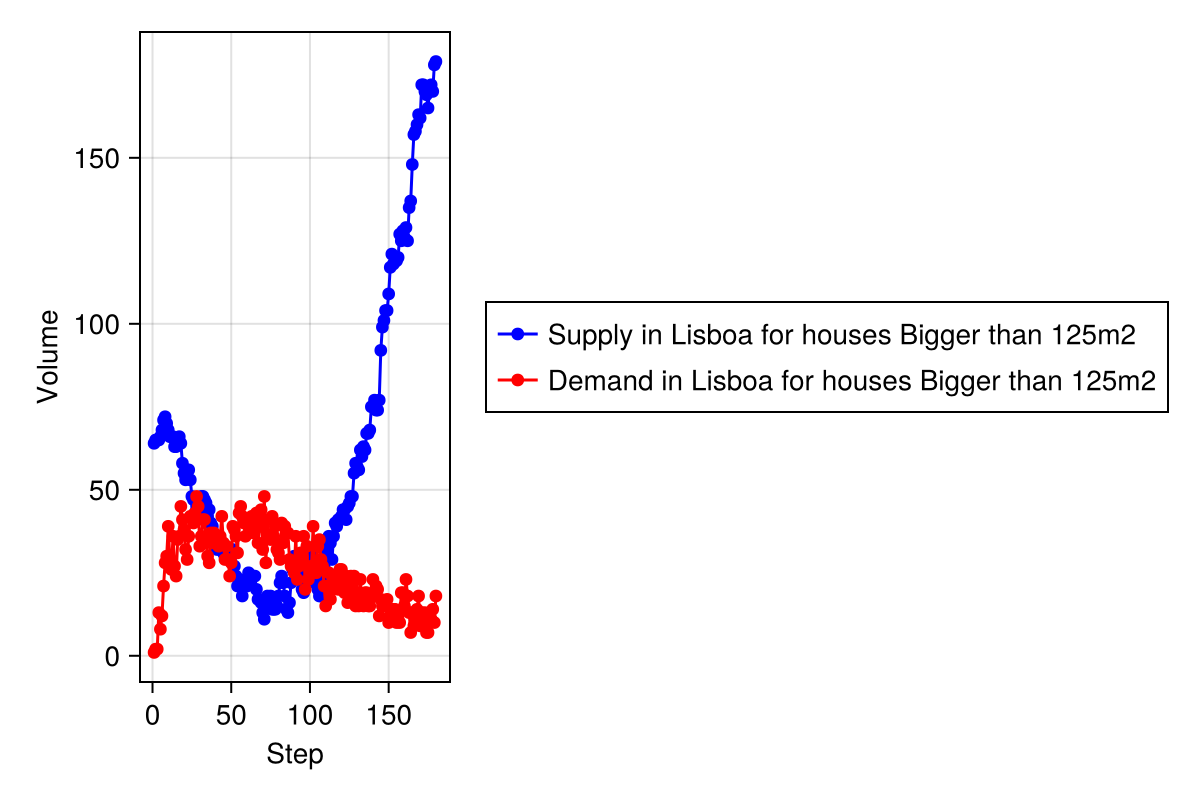 150
100
50
0
Volume
0 50 100 150
Step
Supply in Lisboa for houses Bigger than 125m2
Demand in Lisboa for houses Bigger than 125m2